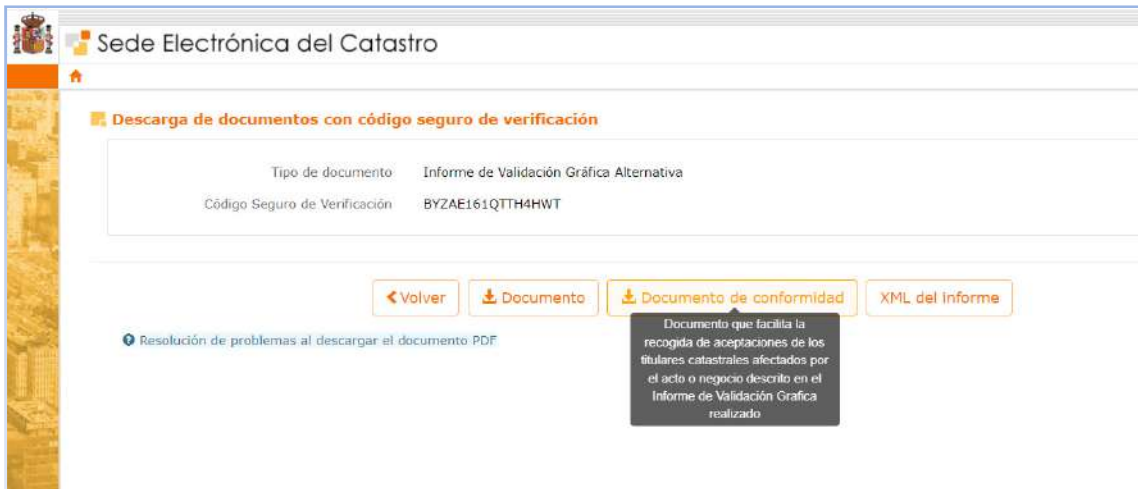 Sede Electrónica del Catastro
Descarga de documentos con código seguro de verificación
Tipo de documento Informe de Validación Gráfica Alternativa
Código Seguro de Verificación BYZAE161QTTH4HWT
Volver Documento Documento de conformidad XML del Informe
Resolución de problemas al descargar el documento PDF
Documento que facilita la
recogida de aceptaciones de los
titulares catastrales afectados por
el acto o negocio descrito en el
Informe de Validación Grafica
realizado